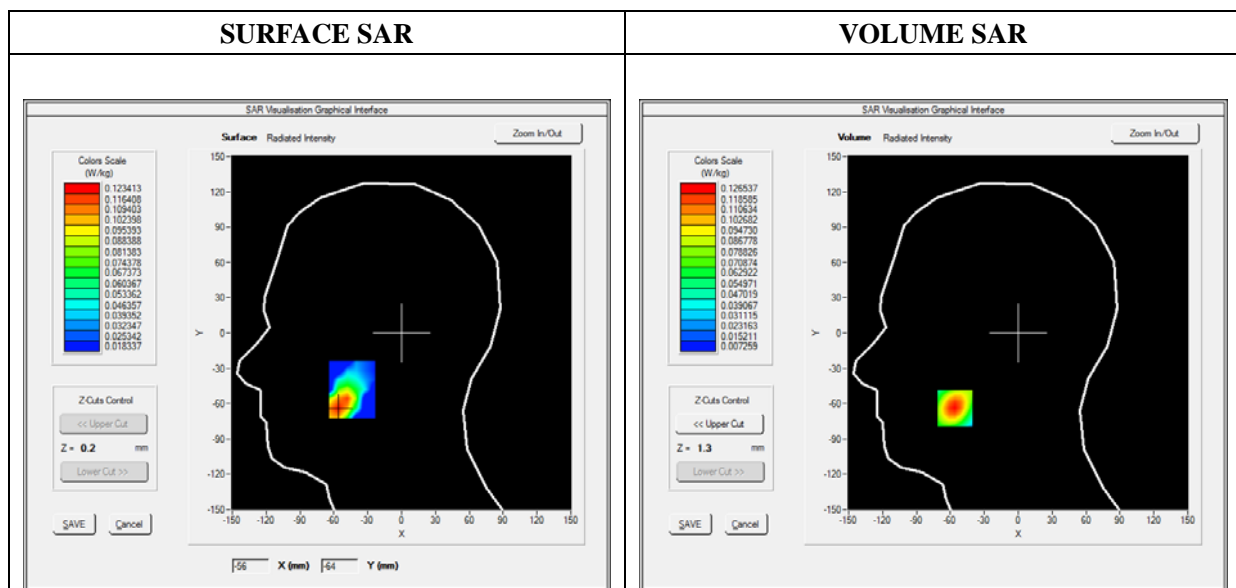 SURFACE SAR
VOLUME SAR
SAR Visualisation Graphical Interface
Surface Radiated Intensity
Zoom In/Out
Colors Scale
(W/kg)
0.123413
0.116408
0.109403
0.102398
0.095393
0.088388
0.081383
0.074378
0.067373
0.060367
0.053362
0.046357
0.039352
0.032347
0.025342
0.018337
Z-Cuts Control
<< Upper Cut
Z = 0.2 mm
Lower Cut >>
SAVE Cancel
150
120
90
60
30
Y 0
-30
-60
-90
-120
-150
-150 -120 -90 -60 -30 0 30 60 90 120 150
X
-56 X (mm) -64 Y (mm)
SAR Visualisation Graphical Interface
Volume Radiated Intensity
Zoom In/Out
Colors Scale
(W/kg)
0.126537
0.118585
0.110634
0.102682
0.094730
0.086778
0.078826
0.070874
0.062922
0.054971
0.047019
0.039067
0.031115
0.023163
0.015211
0.007259
Z-Cuts Control
<< Upper Cut
Z = 1.3 mm
Lower Cut >>
SAVE Cancel
150
120
90
60
30
Y 0
-30
-60
-90
-120
-150
-150 -120 -90 -60 -30 0 30 60 90 120 150
X